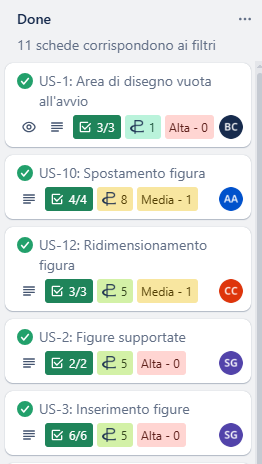 Done ...
11 schede corrispondono ai filtri
US-1: Area di disegno vuota
all'avvio
3/3 1 Alta - 0 BC
US-10: Spostamento figura
4/4 8 Media - 1 AA
US-12: Ridimensionamento
figura
3/3 5 Media - 1 CC
US-2: Figure supportate
2/2 5 Alta - 0 SG
US-3: Inserimento figure
6/6 5 Alta - 0 SG